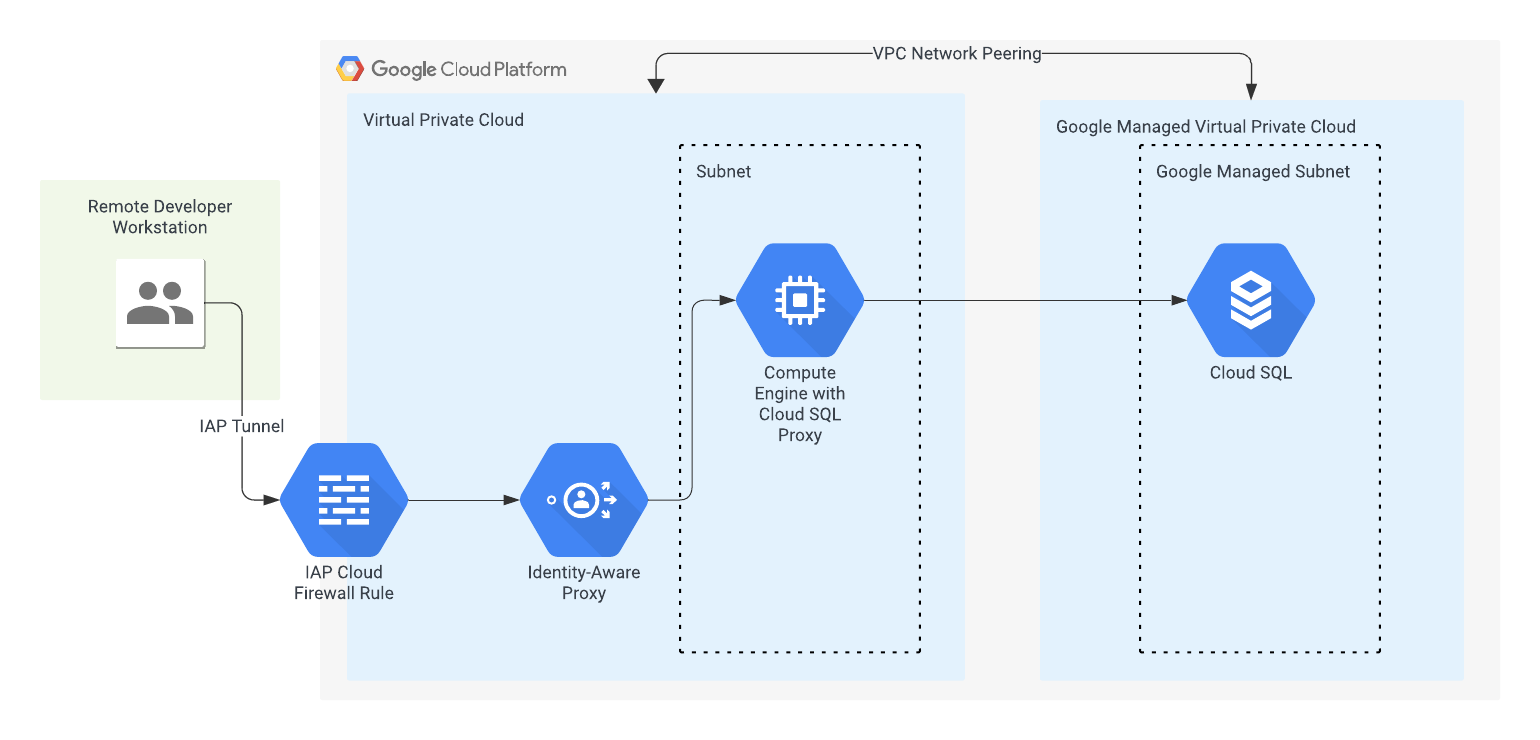 VPC Network Peering
Google Cloud Platform
Virtual Private Cloud
Google Managed Virtual Private Cloud
Subnet
Google Managed Subnet
Remote Developer
Workstation
Compute
Engine with
Cloud SQL
Proxy
Cloud SQL
IAP Tunnel
IAP Cloud
Firewall Rule
Identity-Aware
Proxy